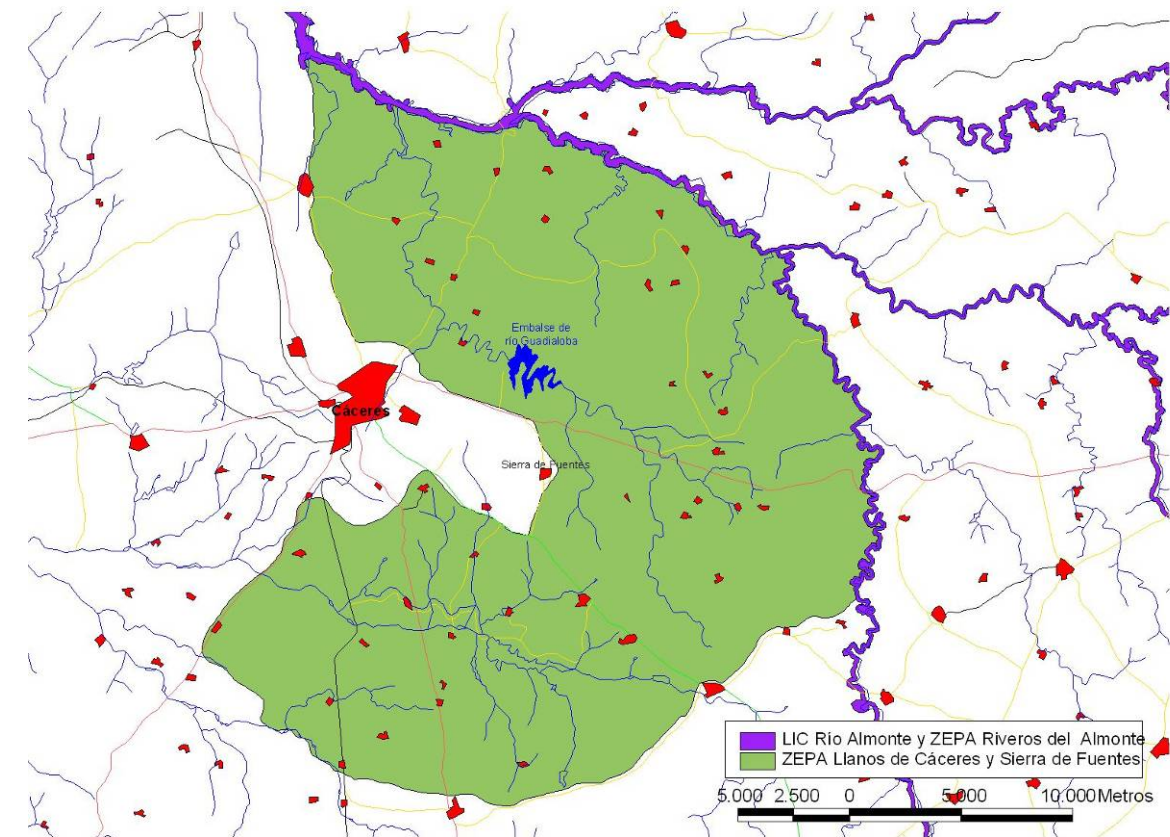 Embalse de
río Guadialoba
Cáceres
Sierra de Fuentes
LIC Río Almonte y ZEPA Riveros del Almonte
ZEPA Llanos de Cáceres y Sierra de Fuentes
5.000 2.500 0 5.000 10.000 Metros